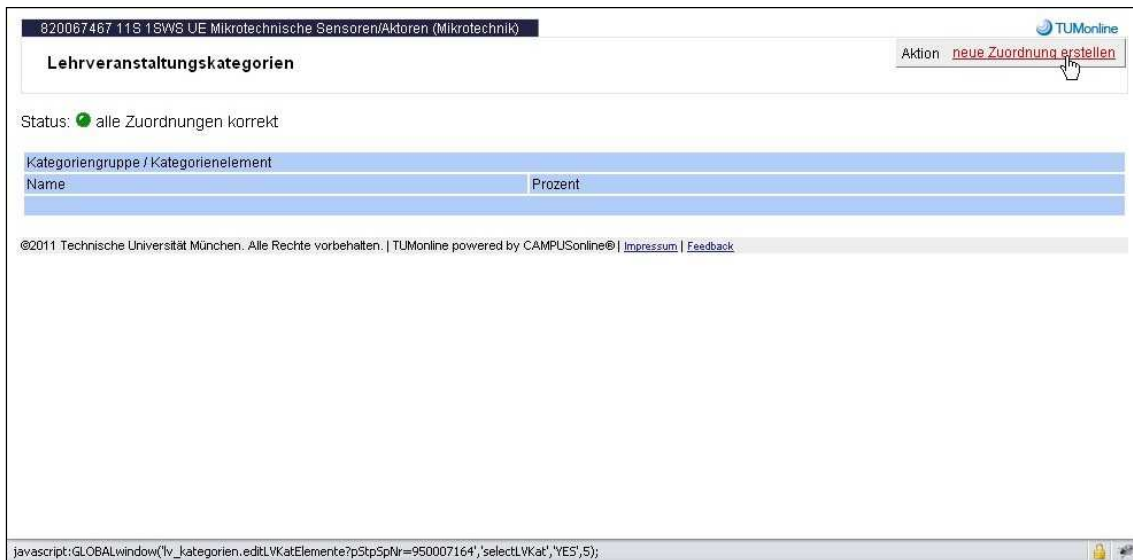 820067467 11S 1SWS UE Mikrotechnische Sensoren/Aktoren (Mikrotechnik)
TUMonline
Lehrveranstaltungskategorien
Aktion neue Zuordnung erstellen
Status: alle Zuordnungen korrekt
Kategoriengruppe / Kategorienelement
Name Prozent
©2011 Technische Universität München. Alle Rechte vorbehalten. | TUMonline powered by CAMPUSonline® | Impressum | Feedback
javascript:GLOBALwindow('lv_kategorien.editLVKatElemente?pStpSpNr=950007164','selectLVKat','YES',5);